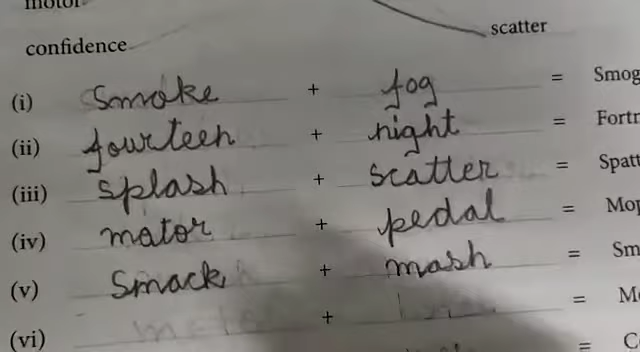 motor
scatter
confidence
(i) Smoke + fog = Smog
(ii) fourteen + night = Fortn
(iii) splash + scatter = Spatt
(iv) motor + pedal = Mop
(v) Smack + mash = Sm
(vi) + = M
= C